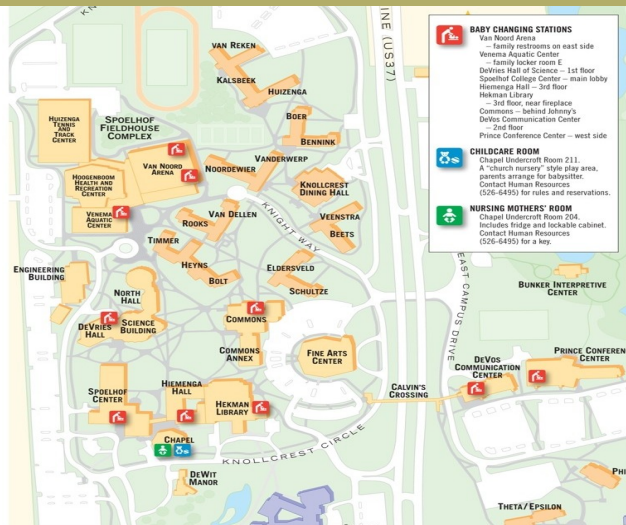 VAN REKEN
KALSBEEK
HUIZENGA
BOER
BENNINK
HUIZENGA
TENNIS
AND
TRACK
CENTER
SPOELHOF
FIELDHOUSE
COMPLEX
VAN NOORD
ARENA
NOORDEWIER
VANDERWERP
HOOGENBOOM
HEALTH AND
RECREATION
CENTER
VENEMA
AQUATIC
CENTER
KNOLLCREST
DINING HALL
VAN DELLEN
ROOKS
KNIGHT WAY
VEENSTRA
BEETS
TIMMER
HEYNS
BOLT
ELDERSVELD
SCHULTZE
ENGINEERING
BUILDING
NORTH
HALL
DEVRIES
HALL
SCIENCE
BUILDING
COMMONS
COMMONS
ANNEX
FINE ARTS
CENTER
SPOELHOF
CENTER
HIEMENGA
HALL
HEKMAN
LIBRARY
CHAPEL
DEWIT
MANOR
KNOLLCREST CIRCLE
CALVIN'S
CROSSING
INE (US37)
EAST CAMPUS DRIVE
BABY CHANGING STATIONS
Van Noord Arena
– family restrooms on east side
Venema Aquatic Center
– family locker room E
DeVries Hall of Science – 1st floor
Spoelhof College Center – main lobby
Hiemenga Hall – 3rd floor
Hekman Library
– 3rd floor, near fireplace
Commons – behind Johnny's
DeVos Communication Center
– 2nd floor
Prince Conference Center – west side
CHILDCARE ROOM
Chapel Undercroft Room 211.
A "church nursery" style play area,
parents arrange for babysitter.
Contact Human Resources
(526-6495) for rules and reservations.
NURSING MOTHERS' ROOM
Chapel Undercroft Room 204.
Includes fridge and lockable cabinet.
Contact Human Resources
(526-6495) for a key.
BUNKER INTERPRETIVE
CENTER
DEVOS
COMMUNICATION
CENTER
PRINCE CONFEREN
CENTER
PHI
THETA/EPSILON